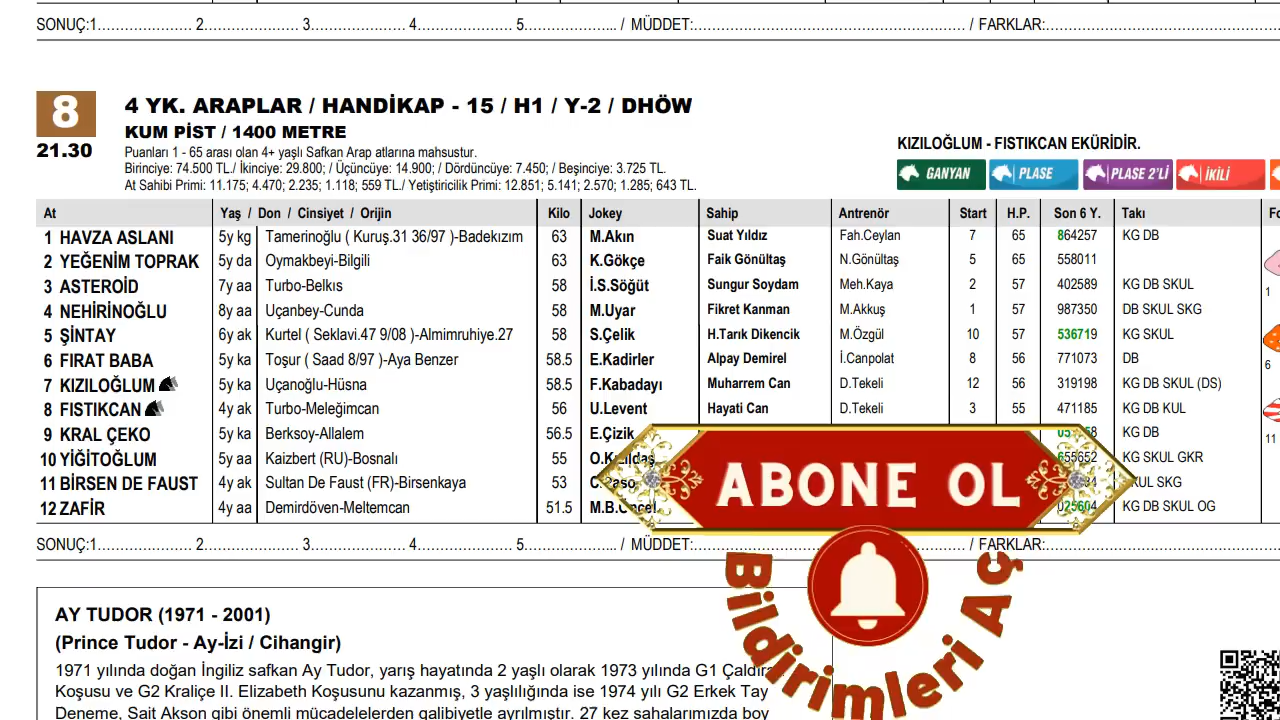 SONUÇ:1...................... 2....................... 3....................... 4....................... 5..................... / MÜDDET:............................................................ / FARKLAR:............................................................
8
21.30
4 YK. ARAPLAR / HANDİKAP - 15 / H1 / Y-2 / DHÖW
KUM PİST / 1400 METRE
Puanları 1 - 65 arası olan 4+ yaşlı Safkan Arap atlarına mahsustur.
Birinciye: 74.500 TL./ İkinciye: 29.800; / Üçüncüye: 14.900; / Dördüncüye: 7.450; / Beşinciye: 3.725 TL.
At Sahibi Primi: 11.175; 4.470; 2.235; 1.118; 559 TL./ Yetiştiricilik Primi: 12.851; 5.141; 2.570; 1.285; 643 TL.
KIZILOĞLUM - FISTIKCAN EKÜRİDİR.
GANYAN PLASE PLASE 2'Lİ İKİLİ
At Yaş / Don / Cinsiyet / Orijin Kilo Jokey Sahip Antrenör Start H.P. Son 6 Y. Takı Fo
1 HAVZA ASLANI 5y kg Tamerinoğlu ( Kuruş.31 36/97 )-Badekızım 63 M.Akın Suat Yıldız Fah.Ceylan 7 65 864257 KG DB
2 YEĞENİM TOPRAK 5y da Oymakbeyi-Bilgili 63 K.Gökçe Faik Gönültaş N.Gönültaş 5 65 558011
3 ASTEROİD 7y aa Turbo-Belkıs 58 İ.S.Söğüt Sungur Soydam Meh.Kaya 2 57 402589 KG DB SKUL 1
4 NEHİRİNOĞLU 8y aa Uçanbey-Cunda 58 M.Uyar Fikret Kanman M.Akkuş 1 57 987350 DB SKUL SKG
5 ŞİNTAY 6y ak Kurtel ( Seklavi.47 9/08 )-Almimruhiye.27 58 S.Çelik H.Tarık Dikencik M.Özgül 10 57 536719 KG SKUL
6 FIRAT BABA 5y ka Toşur ( Saad 8/97 )-Aya Benzer 58.5 E.Kadirler Alpay Demirel İ.Canpolat 8 56 771073 DB 6
7 KIZILOĞLUM 5y ka Uçanoğlu-Hüsna 58.5 F.Kabadayı Muharrem Can D.Tekeli 12 56 319198 KG DB SKUL (DS)
8 FISTIKCAN 4y ak Turbo-Meleğimcan 56 U.Levent Hayati Can D.Tekeli 3 55 471185 KG DB KUL
9 KRAL ÇEKO 5y ka Berksoy-Allalem 56.5 E.Çizik KG DB 11
10 YİĞİTOĞLUM 5y aa Kaizbert (RU)-Bosnalı 55 655652 KG SKUL GKR
11 BİRSEN DE FAUST 4y ak Sultan De Faust (FR)-Birsenkaya 53 SKG
12 ZAFİR 4y aa Demirdöven-Meltemcan 51.5 025604 KG DB SKUL OG
ABONE OL
SONUÇ:1...................... 2....................... 3....................... 4....................... 5..................... / MÜDDET:............................................................ / FARKLAR:............................................................
Bildirimleri Aç
AY TUDOR (1971 - 2001)
(Prince Tudor - Ay-İzi / Cihangir)
1971 yılında doğan İngiliz safkan Ay Tudor, yarış hayatında 2 yaşlı olarak 1973 yılında G1 Çaldıra
Koşusu ve G2 Kraliçe II. Elizabeth Koşusunu kazanmış, 3 yaşlılığında ise 1974 yılı G2 Erkek Tay
Deneme, Sait Akson gibi önemli mücadelelerden galibiyetle ayrılmıştır. 27 kez sahalarımızda boy